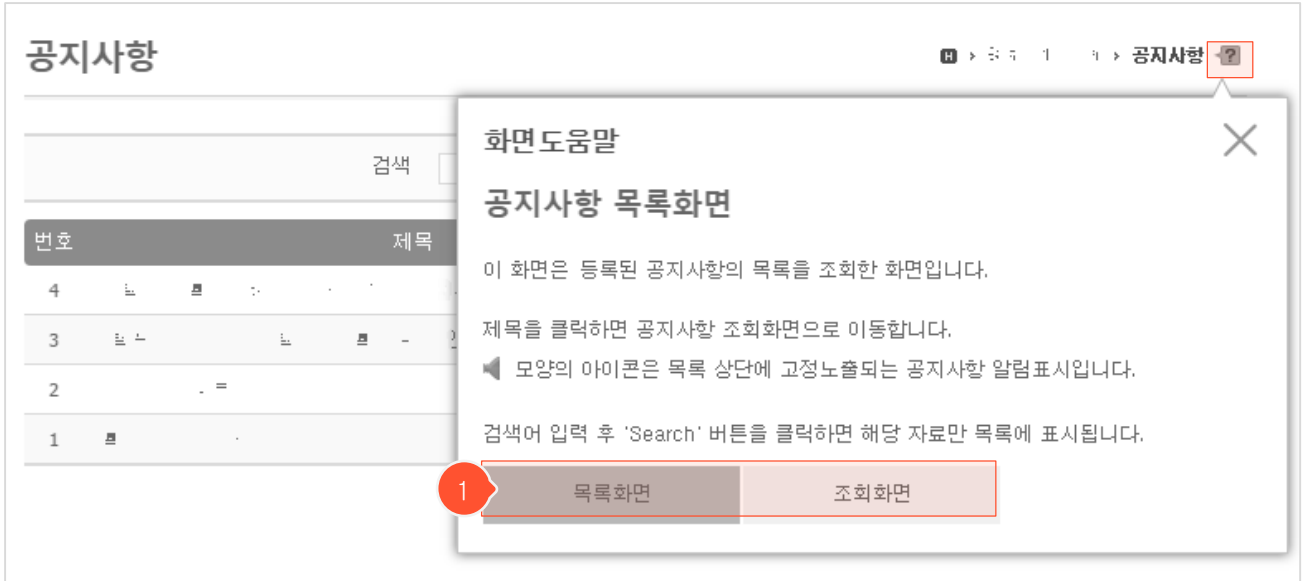 공지사항
H > > 공지사항 ?
화면도움말
검색
공지사항 목록화면
번호 제목
이 화면은 등록된 공지사항의 목록을 조회한 화면입니다.
4
제목을 클릭하면 공지사항 조회화면으로 이동합니다.
3
모양의 아이콘은 목록 상단에 고정노출되는 공지사항 알림표시입니다.
2
검색어 입력 후 'Search' 버튼을 클릭하면 해당 자료만 목록에 표시됩니다.
1
1 목록화면 조회화면